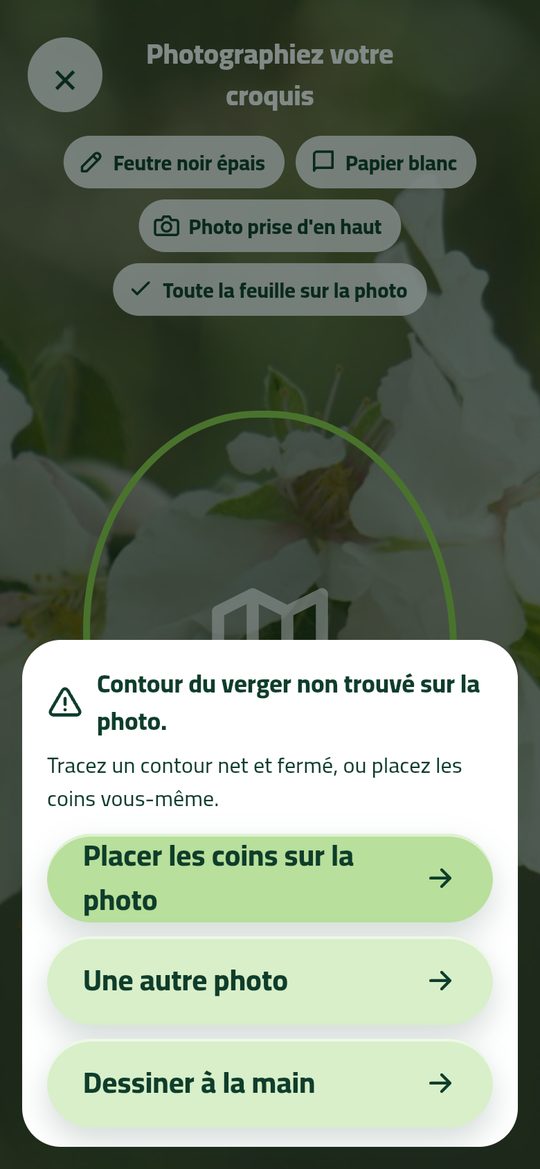 Photographiez votre
croquis
Feutre noir épais
Papier blanc
Photo prise d'en haut
Toute la feuille sur la photo
Contour du verger non trouvé sur la
photo.
Tracez un contour net et fermé, ou placez les
coins vous-même.
Placer les coins sur la
photo
Une autre photo
Dessiner à la main